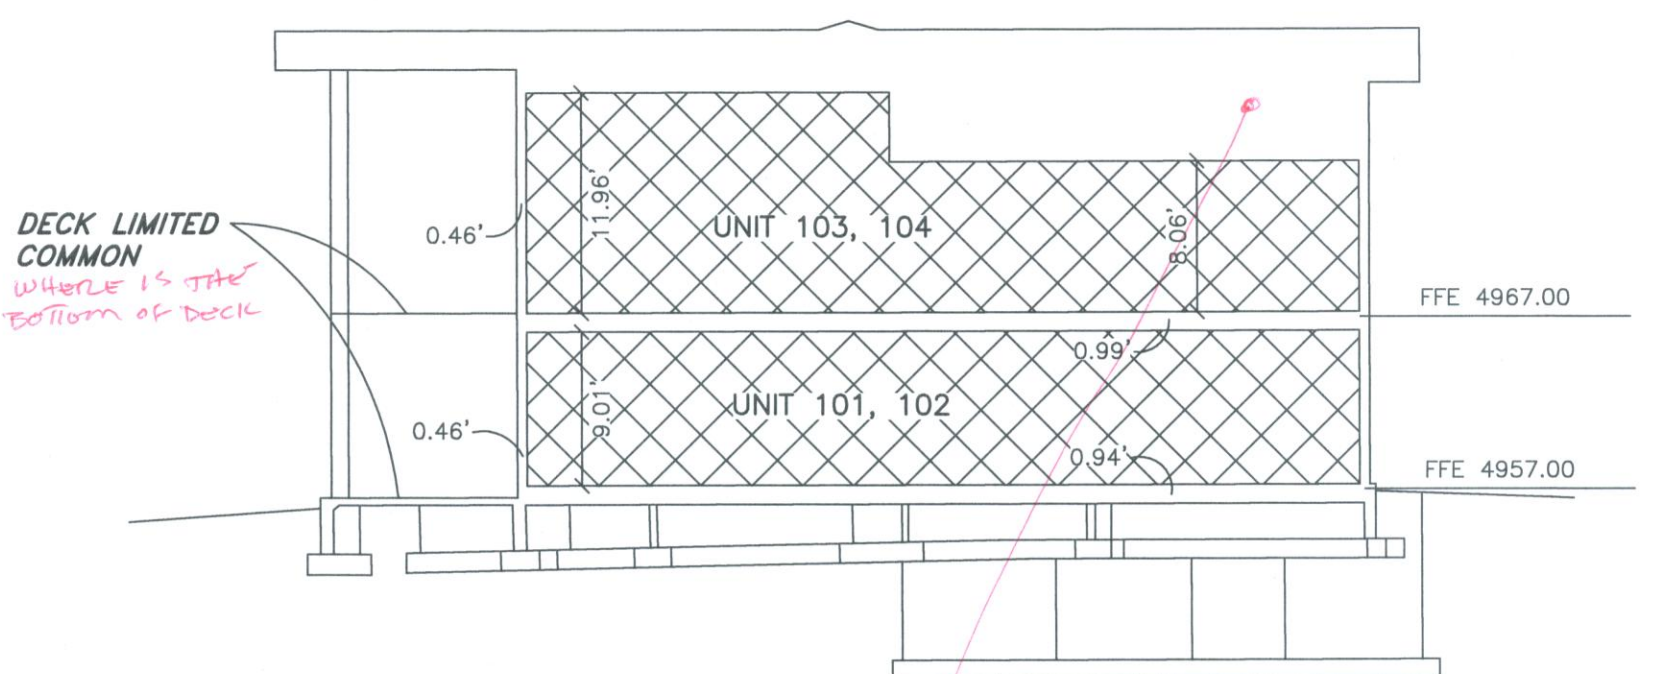 DECK LIMITED
COMMON
WHERE IS THE
BOTTOM OF DECK
0.46'
11.96'
UNIT 103, 104
8.06'
FFE 4967.00
0.99'
0.46'
9.01'
UNIT 101, 102
0.94'
FFE 4957.00